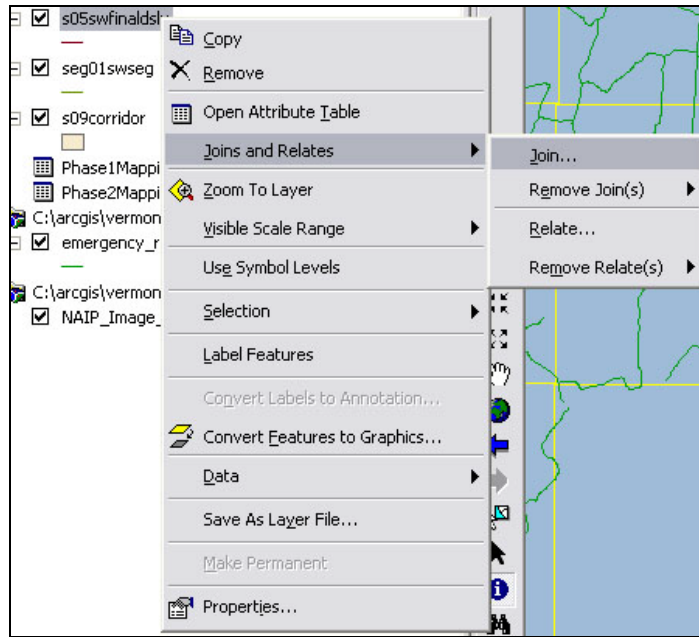 s05swfinaldslv
seg01swseg
s09corridor
Phase1Mappi
Phase2Mappi
C:\arcgis\vermon
emergency_r
C:\arcgis\vermon
NAIP_Image_
Copy
Remove
Open Attribute Table
Joins and Relates
Zoom To Layer
Visible Scale Range
Use Symbol Levels
Selection
Label Features
Convert Labels to Annotation...
Convert Features to Graphics...
Data
Save As Layer File...
Make Permanent
Properties...
Join...
Remove Join(s)
Relate...
Remove Relate(s)